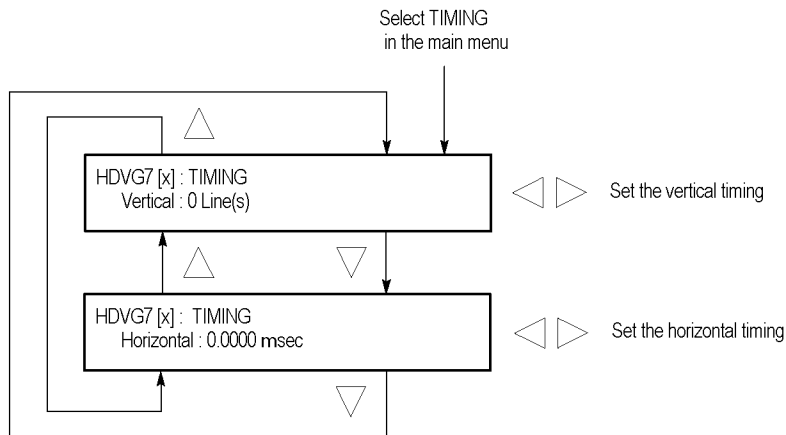 Select TIMING
in the main menu
HDVG7 [x] : TIMING
Vertical : 0 Line(s)
Set the vertical timing
HDVG7 [x] : TIMING
Horizontal : 0.0000 msec
Set the horizontal timing